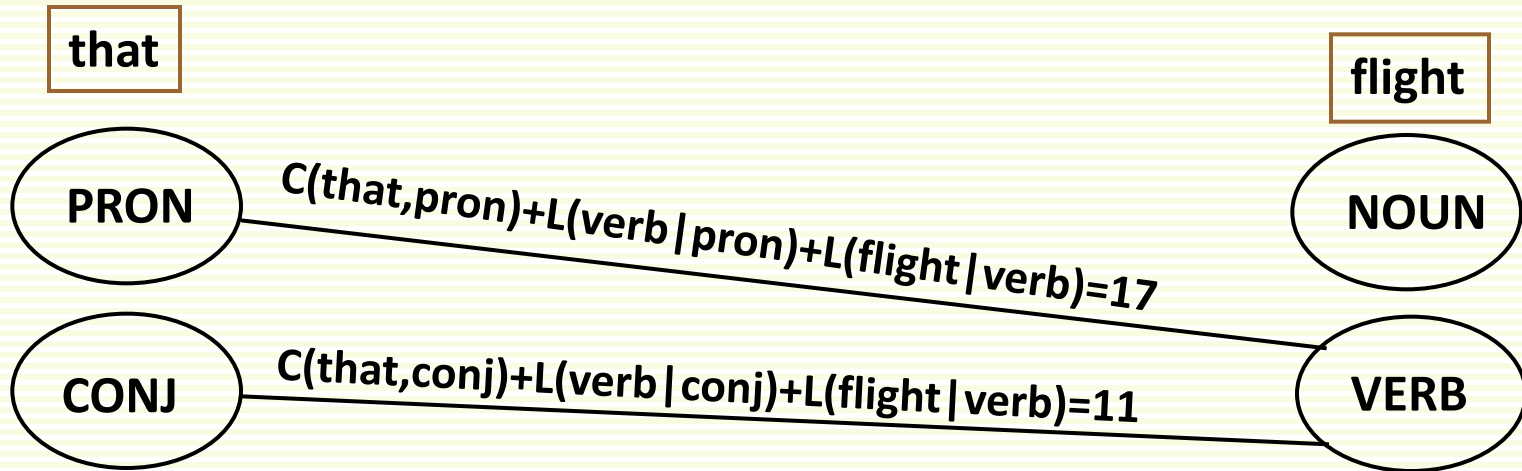 that
flight
PRON
C(that,pron)+L(verb|pron)+L(flight|verb)=17
NOUN
CONJ
C(that,conj)+L(verb|conj)+L(flight|verb)=11
VERB